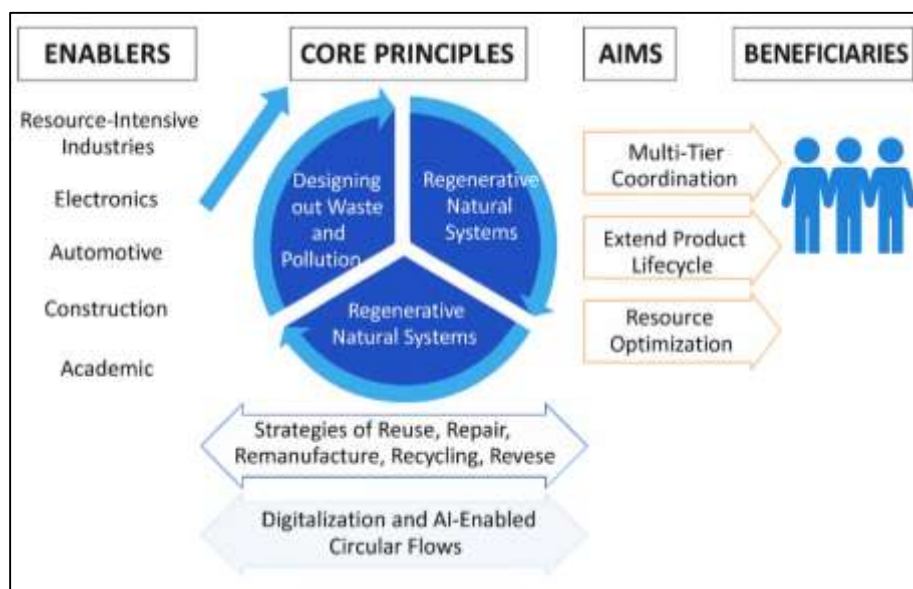 ENABLERS
CORE PRINCIPLES
AIMS
BENEFICIARIES
Resource-Intensive
Industries
Electronics
Automotive
Construction
Academic
Designing
out Waste
and
Pollution
Regenerative
Natural
Systems
Regenerative
Natural Systems
Multi-Tier
Coordination
Extend Product
Lifecycle
Resource
Optimization
Strategies of Reuse, Repair,
Remanufacture, Recycling, Revese
Digitalization and AI-Enabled
Circular Flows